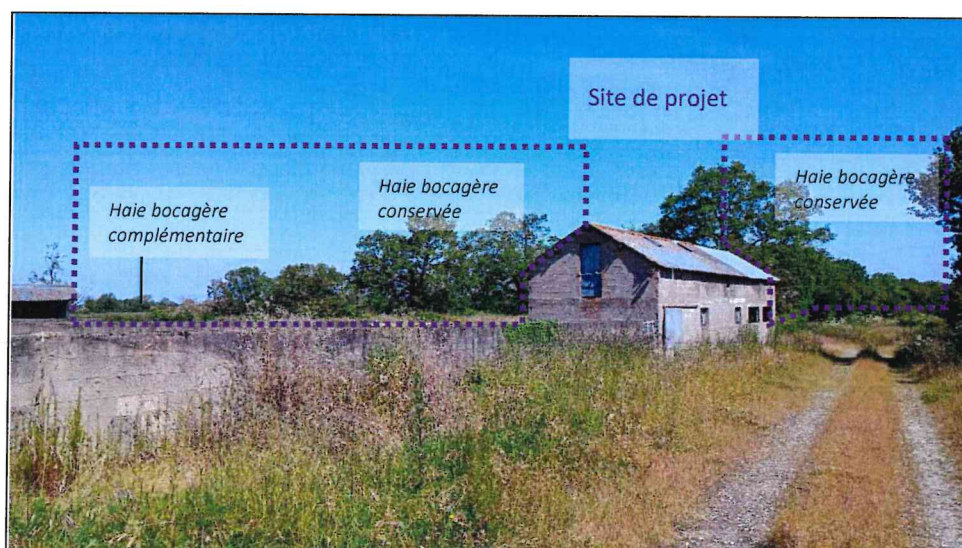 Site de projet
Haie bocagère
complémentaire
Haie bocagère
conservée
Haie bocagère
conservée